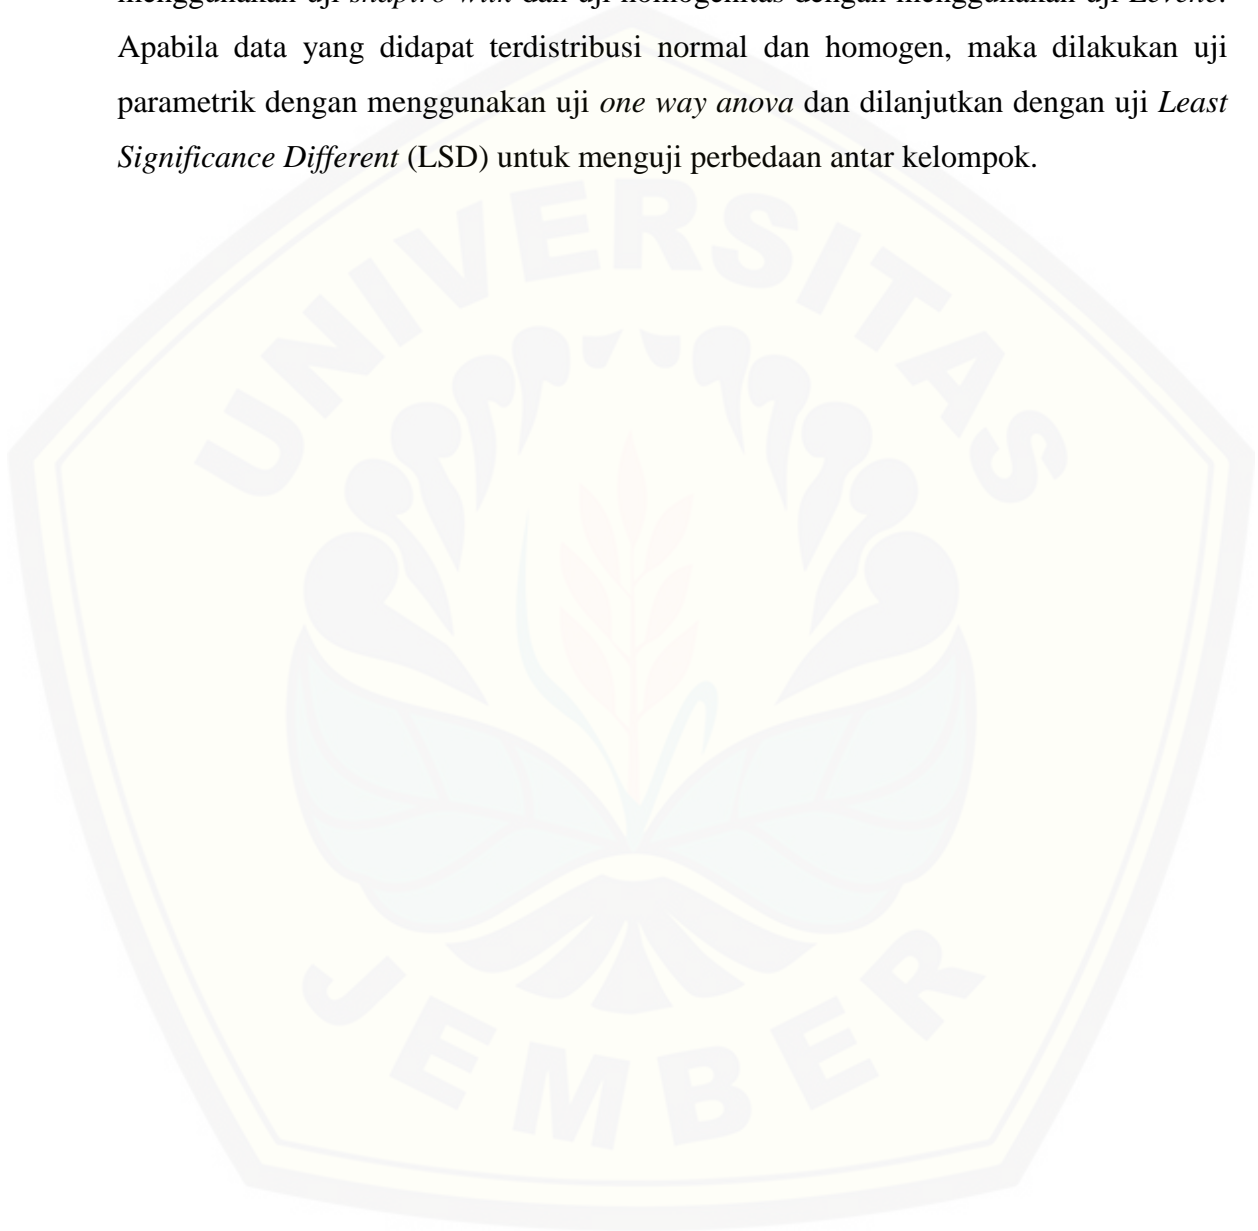 menggunakan uji shapiro wilk dan uji homogenitas dengan menggunakan uji Levene.
Apabila data yang didapat terdistribusi normal dan homogen, maka dilakukan uji
parametrik dengan menggunakan uji one way anova dan dilanjutkan dengan uji Least
Significance Different (LSD) untuk menguji perbedaan antar kelompok.
UNIVERSITAS
JEMBER